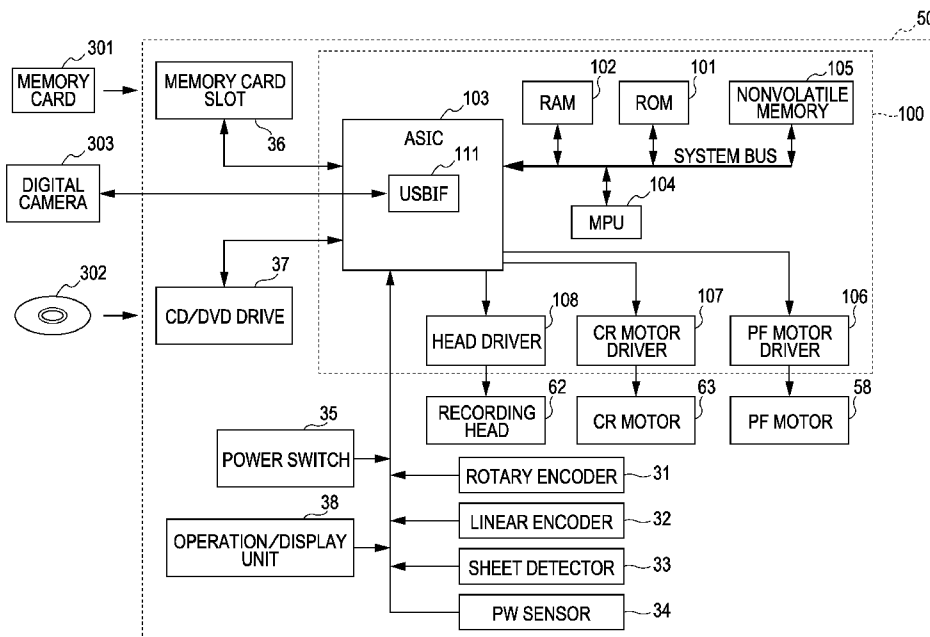 50
301
MEMORY
CARD
MEMORY CARD
SLOT
36
103
ASIC
102
RAM
101
ROM
105
NONVOLATILE
MEMORY
100
SYSTEM BUS
303
DIGITAL
CAMERA
111
USBIF
104
MPU
302
37
CD/DVD DRIVE
108
HEAD DRIVER
107
CR MOTOR
DRIVER
106
PF MOTOR
DRIVER
62
RECORDING
HEAD
63
CR MOTOR
58
PF MOTOR
35
POWER SWITCH
ROTARY ENCODER
31
38
OPERATION/DISPLAY
UNIT
LINEAR ENCODER
32
SHEET DETECTOR
33
PW SENSOR
34